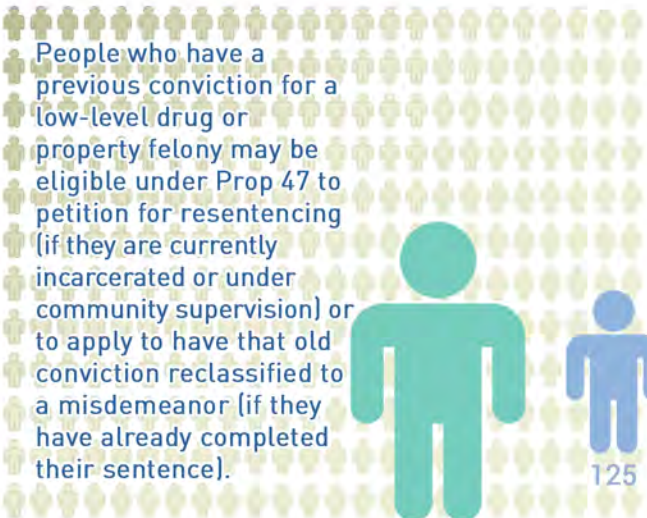 People who have a
previous conviction for a
low-level drug or
property felony may be
eligible under Prop 47 to
petition for resentencing
(if they are currently
incarcerated or under
community supervision) or
to apply to have that old
conviction reclassified to
a misdemeanor (if they
have already completed
their sentence).
125